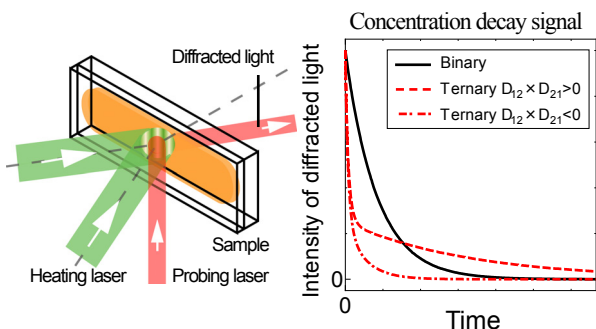 Diffracted light
Sample
Heating laser
Probing laser
Concentration decay signal
Intensity of diffracted light
Binary
Ternary D₁₂ × D₂₁>0
Ternary D₁₂ × D₂₁<0
0
0
Time